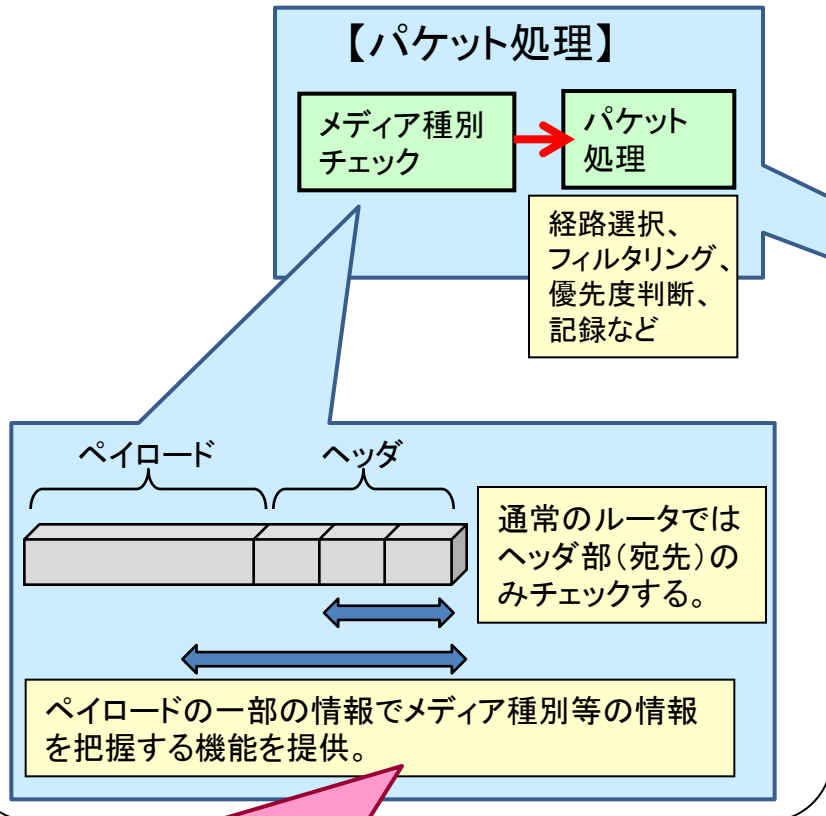 【パケット処理】
メディア種別
チェック
パケット
処理
経路選択、
フィルタリング、
優先度判断、
記録など
ペイロード
ヘッダ
通常のルータでは
ヘッダ部(宛先)の
みチェックする。
ペイロードの一部の情報でメディア種別等の情報
を把握する機能を提供。